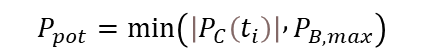 P_pot = min(|P_C(t_i)|, P_B,max)